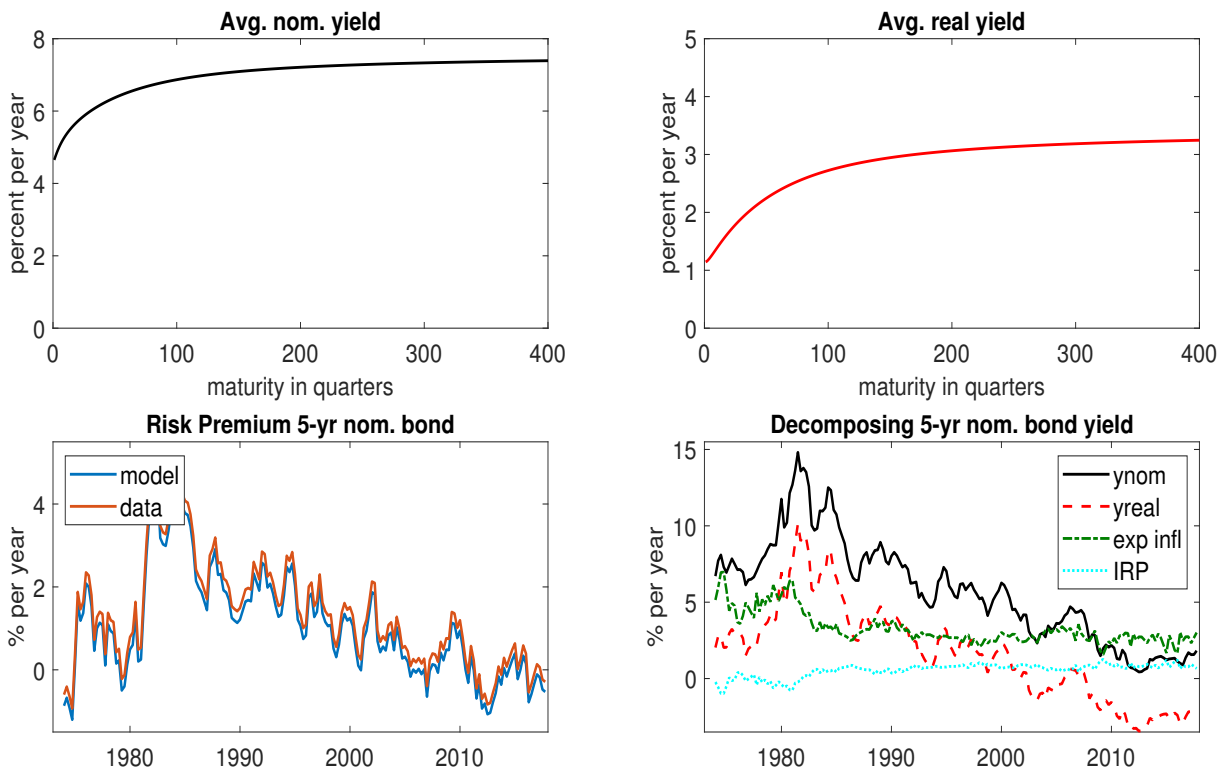 Avg. nom. yield
percent per year
8
6
4
2
0
0 100 200 300 400
maturity in quarters
Avg. real yield
percent per year
5
4
3
2
1
0
0 100 200 300 400
maturity in quarters
Risk Premium 5-yr nom. bond
% per year
4
2
0
model
data
1980 1990 2000 2010
Decomposing 5-yr nom. bond yield
% per year
15
10
5
0
ynom
yreal
exp infl
IRP
1980 1990 2000 2010